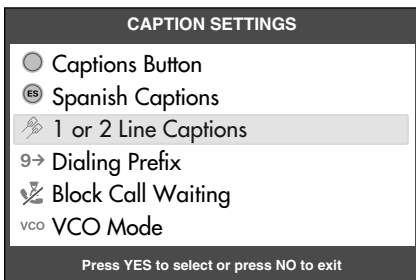 CAPTION SETTINGS
Captions Button
ES Spanish Captions
1 or 2 Line Captions
9→ Dialing Prefix
Block Call Waiting
VCO VCO Mode
Press YES to select or press NO to exit